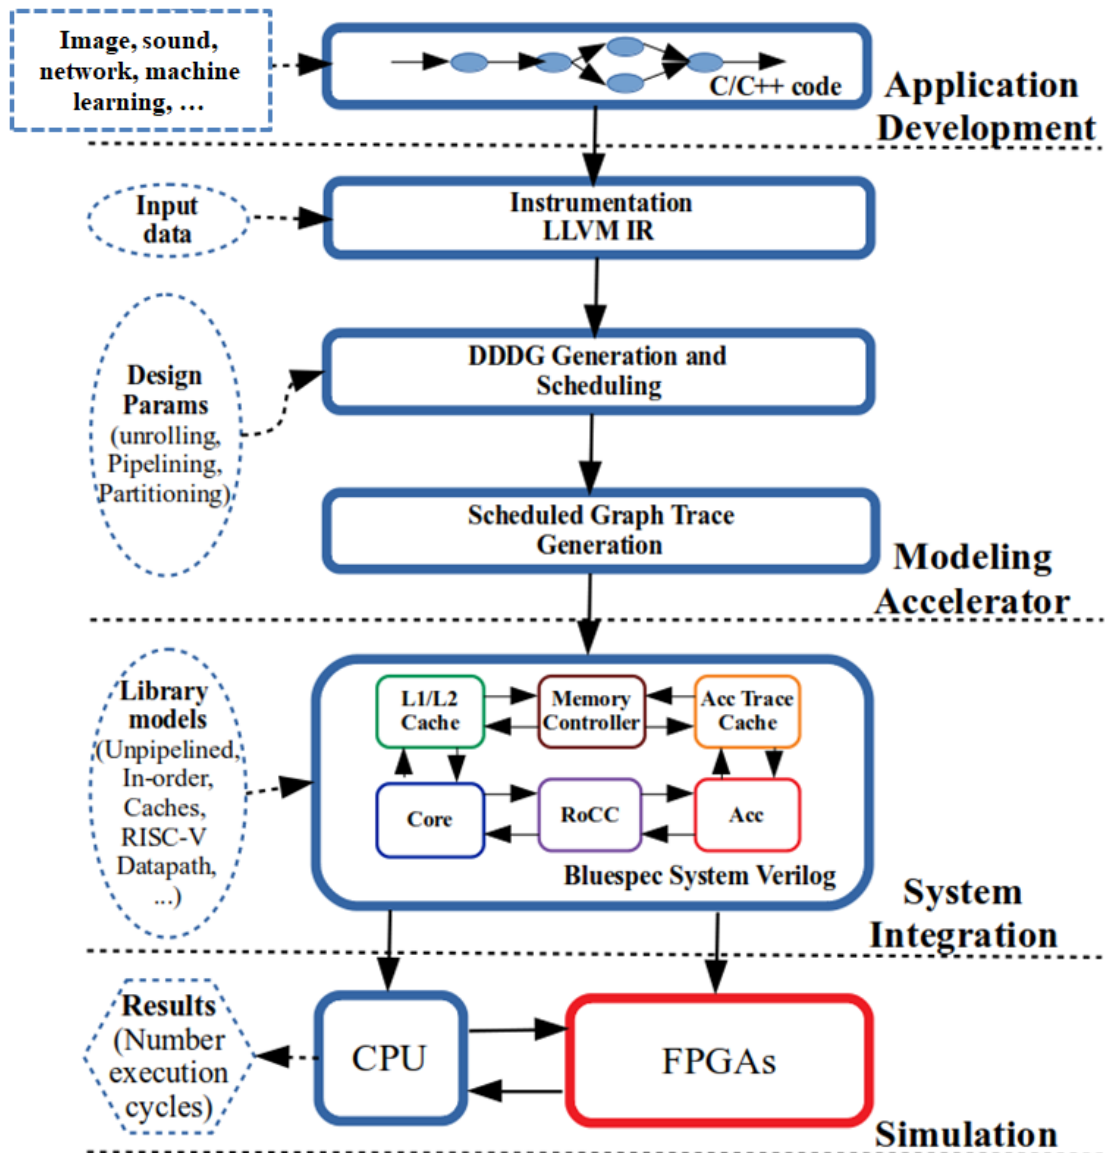 Image, sound,
network, machine
learning, …
C/C++ code
Application
Development
Input
data
Instrumentation
LLVM IR
Design
Params
(unrolling,
Pipelining,
Partitioning)
DDDG Generation and
Scheduling
Scheduled Graph Trace
Generation
Modeling
Accelerator
Library
models
(Unpipelined,
In-order,
Caches,
RISC-V
Datapath,
...)
L1/L2
Cache
Memory
Controller
Acc Trace
Cache
Core
RoCC
Acc
Bluespec System Verilog
System
Integration
Results
(Number
execution
cycles)
CPU
FPGAs
Simulation